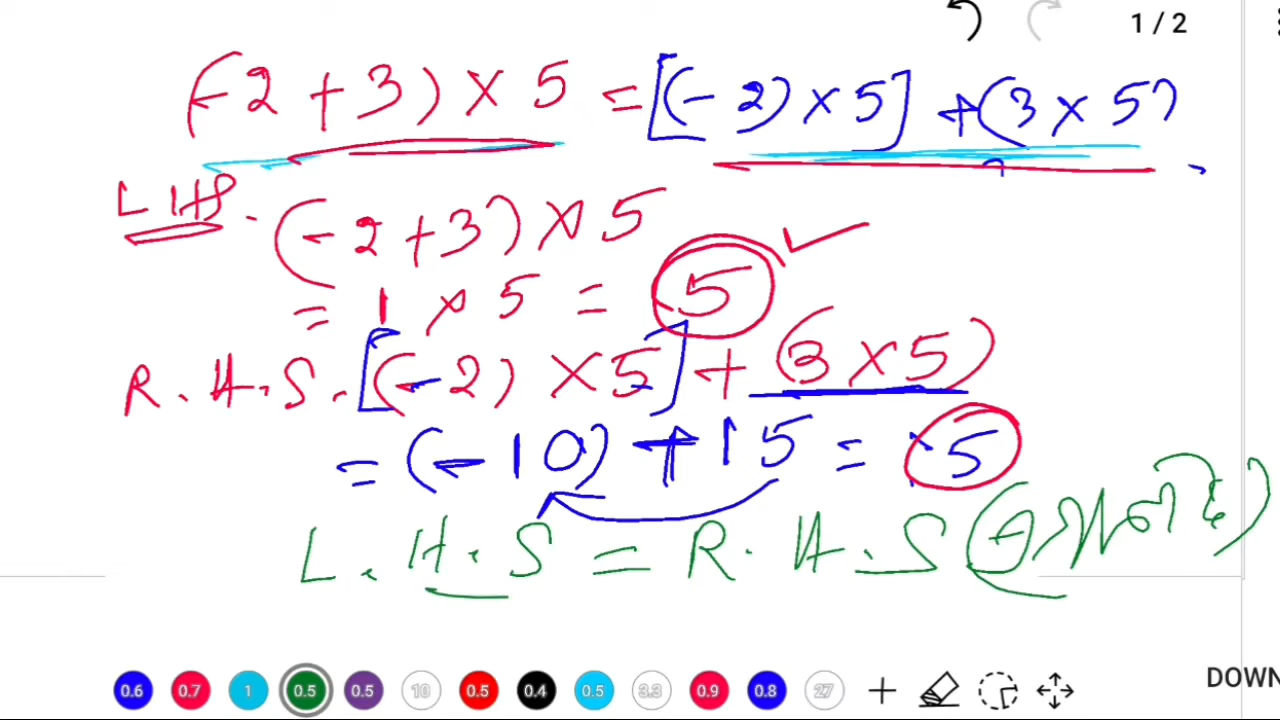 1 / 2
(-2 + 3) × 5 = [(-2) × 5] + (3 × 5)
LHS. (-2 + 3) × 5
= 1 × 5 = 5
R.H.S. [(-2) × 5] + (3 × 5)
= (-10) + 15 = 5
L.H.S = R.H.S
0.6 0.7 1 0.5 0.5 10 0.5 0.4 0.5 3.3 0.9 0.8 27
DOWN